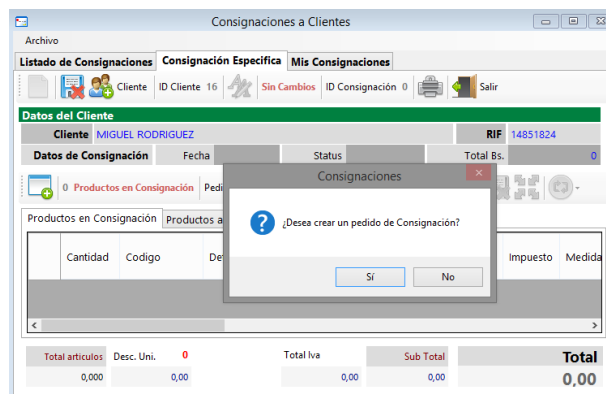 Consignaciones a Clientes
Archivo
Listado de Consignaciones Consignación Especifica Mis Consignaciones
Cliente ID Cliente 16 Sin Cambios ID Consignación 0 Salir
Datos del Cliente
Cliente MIGUEL RODRIGUEZ RIF 14851824
Datos de Consignación Fecha Status Total Bs. 0
Consignaciones
0 Productos en Consignación Pedi
¿Desea crear un pedido de Consignación?
Productos en Consignación Productos a
Cantidad Codigo De Impuesto Medida
Sí No
Total articulos Desc. Uni. 0 Total Iva Sub Total Total
0,000 0,00 0,00 0,00 0,00